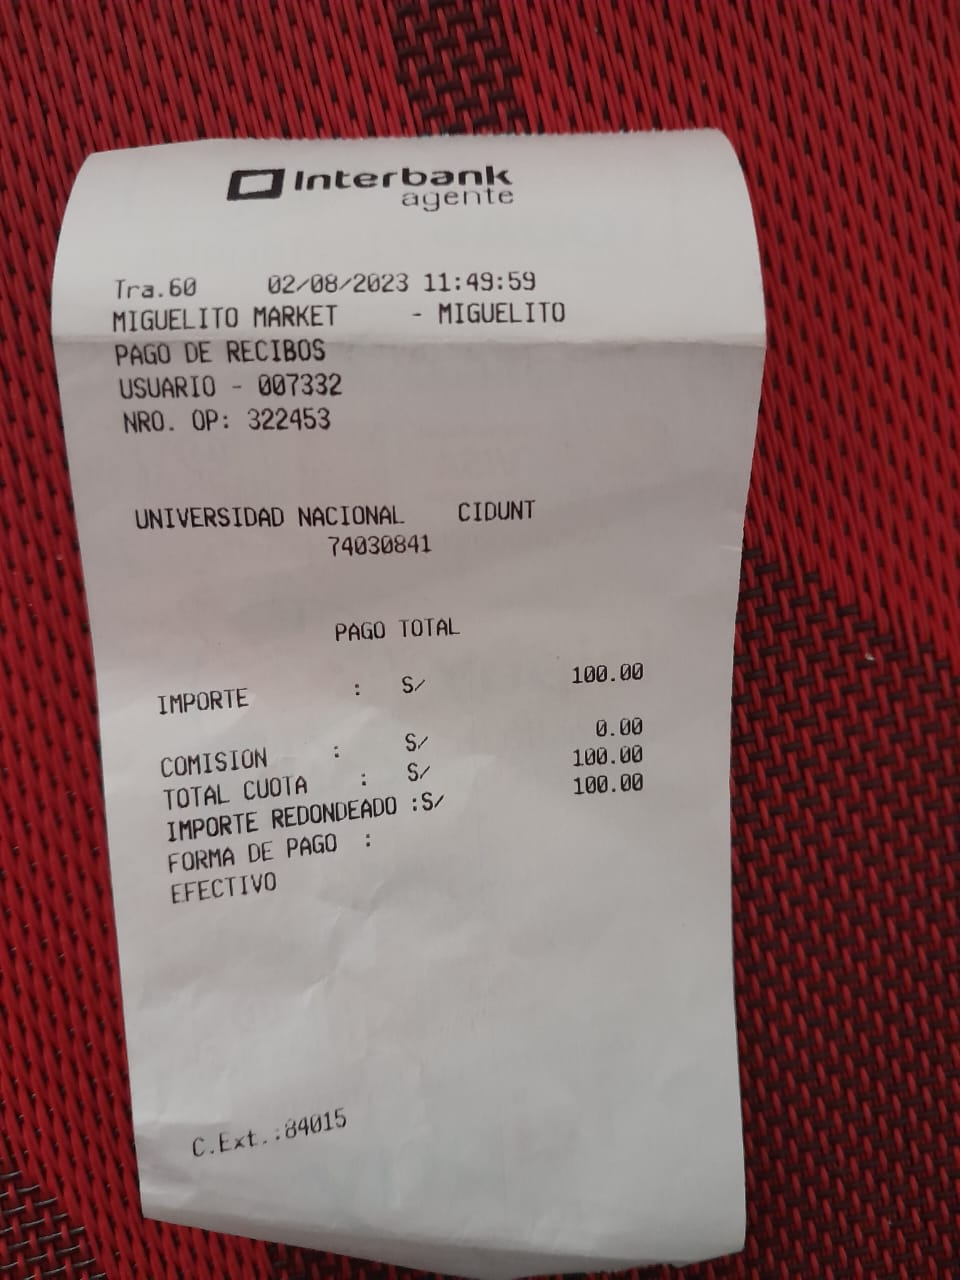 Interbank
agente
Tra.60 02/08/2023 11:49:59
MIGUELITO MARKET - MIGUELITO
PAGO DE RECIBOS
USUARIO - 007332
NRO. OP: 322453
UNIVERSIDAD NACIONAL CIDUNT
74030841
PAGO TOTAL
IMPORTE : S/ 100.00
COMISION : S/ 0.00
TOTAL CUOTA : S/ 100.00
IMPORTE REDONDEADO :S/ 100.00
FORMA DE PAGO :
EFECTIVO
C.Ext.:84015